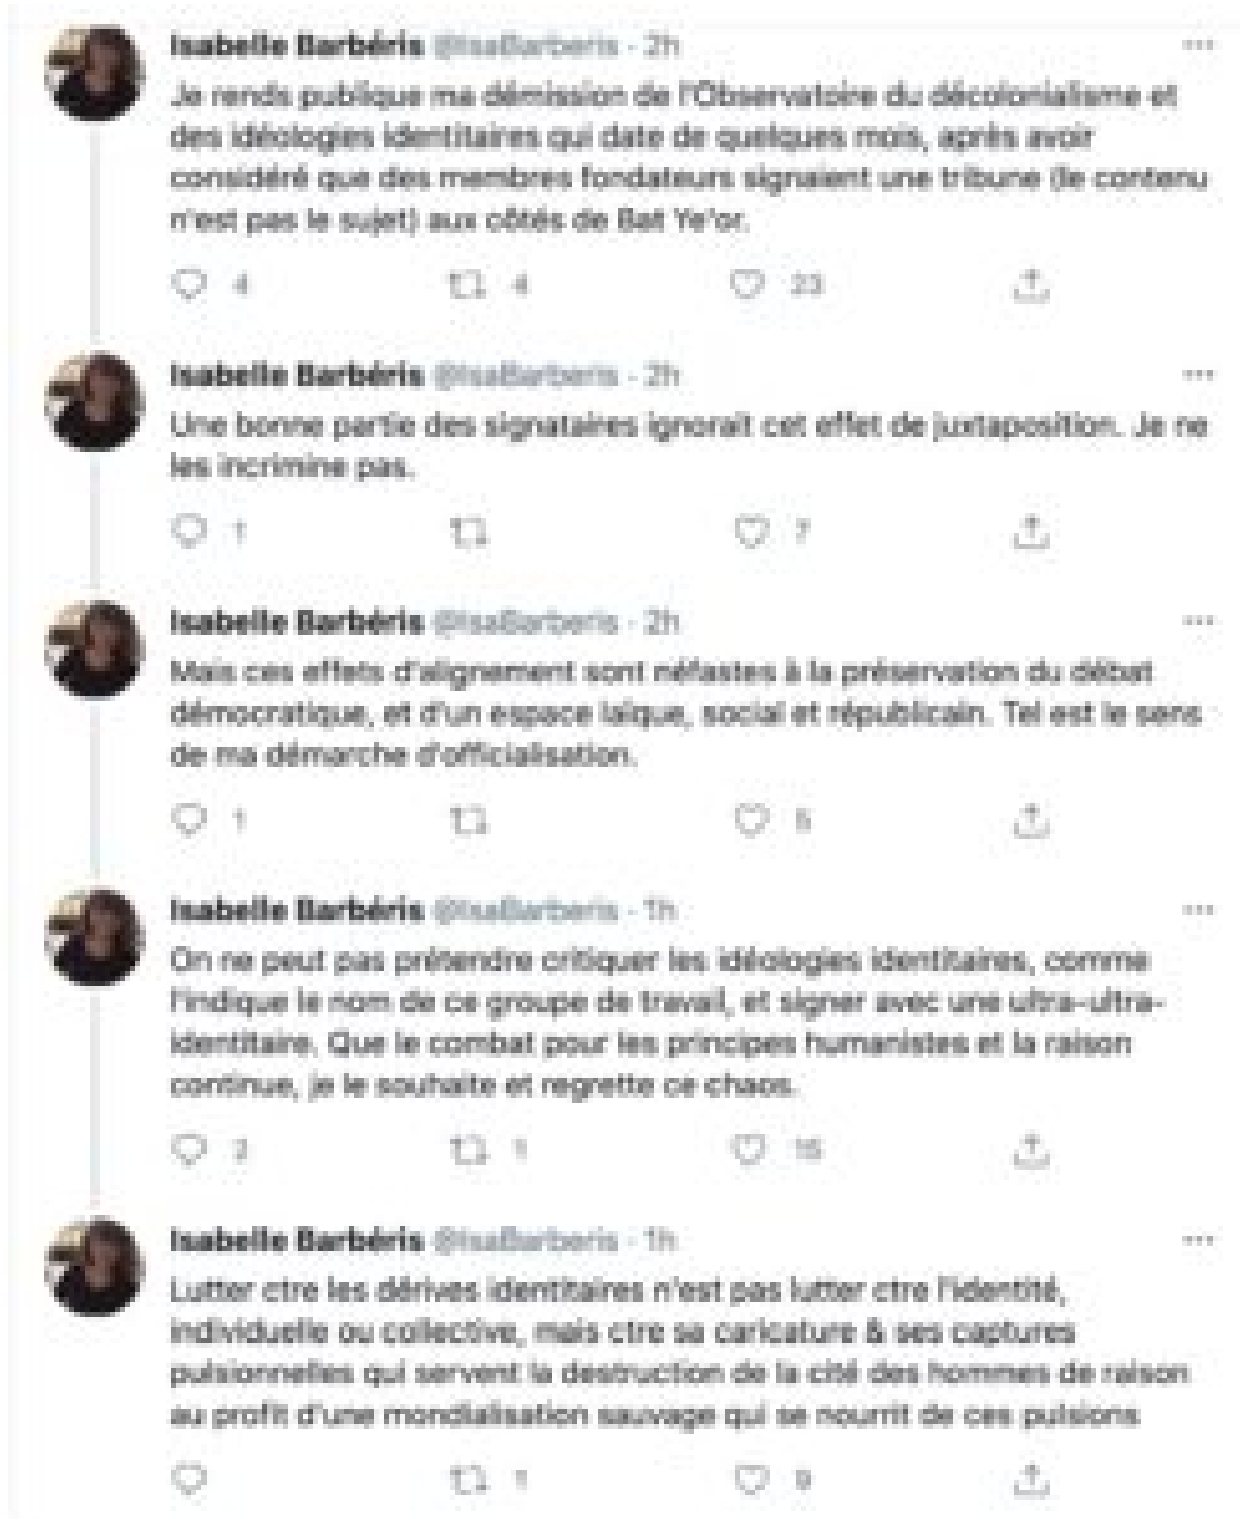 Isabelle Barbéris @IsaBarberis · 2h
Je rends publique ma démission de l'Observatoire du décolonialisme et
des idéologies identitaires qui date de quelques mois, après avoir
considéré que des membres fondateurs signaient une tribune (le contenu
n'est pas le sujet) aux côtés de Bat Ye'or.
4 4 23
Isabelle Barbéris @IsaBarberis · 2h
Une bonne partie des signataires ignorait cet effet de juxtaposition. Je ne
les incrimine pas.
1 7
Isabelle Barbéris @IsaBarberis · 2h
Mais ces effets d'alignement sont néfastes à la préservation du débat
démocratique, et d'un espace laïque, social et républicain. Tel est le sens
de ma démarche d'officialisation.
1 5
Isabelle Barbéris @IsaBarberis · 1h
On ne peut pas prétendre critiquer les idéologies identitaires, comme
l'indique le nom de ce groupe de travail, et signer avec une ultra-ultra-
identitaire. Que le combat pour les principes humanistes et la raison
continue, je le souhaite et regrette ce chaos.
2 1 15
Isabelle Barbéris @IsaBarberis · 1h
Lutter ctre les dérives identitaires n'est pas lutter ctre l'identité,
individuelle ou collective, mais ctre sa caricature & ses captures
pulsionnelles qui servent la destruction de la cité des hommes de raison
au profit d'une mondialisation sauvage qui se nourrit de ces pulsions
1 9